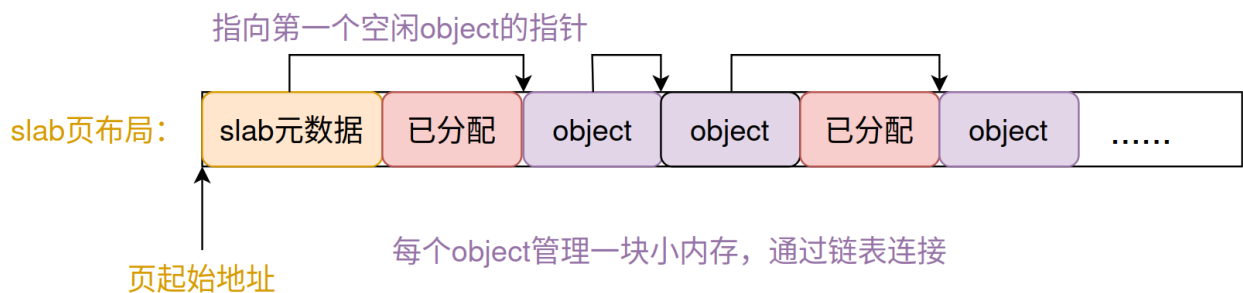 指向第一个空闲object的指针
slab页布局：
slab元数据
已分配
object
object
已分配
object
……
每个object管理一块小内存，通过链表连接
页起始地址